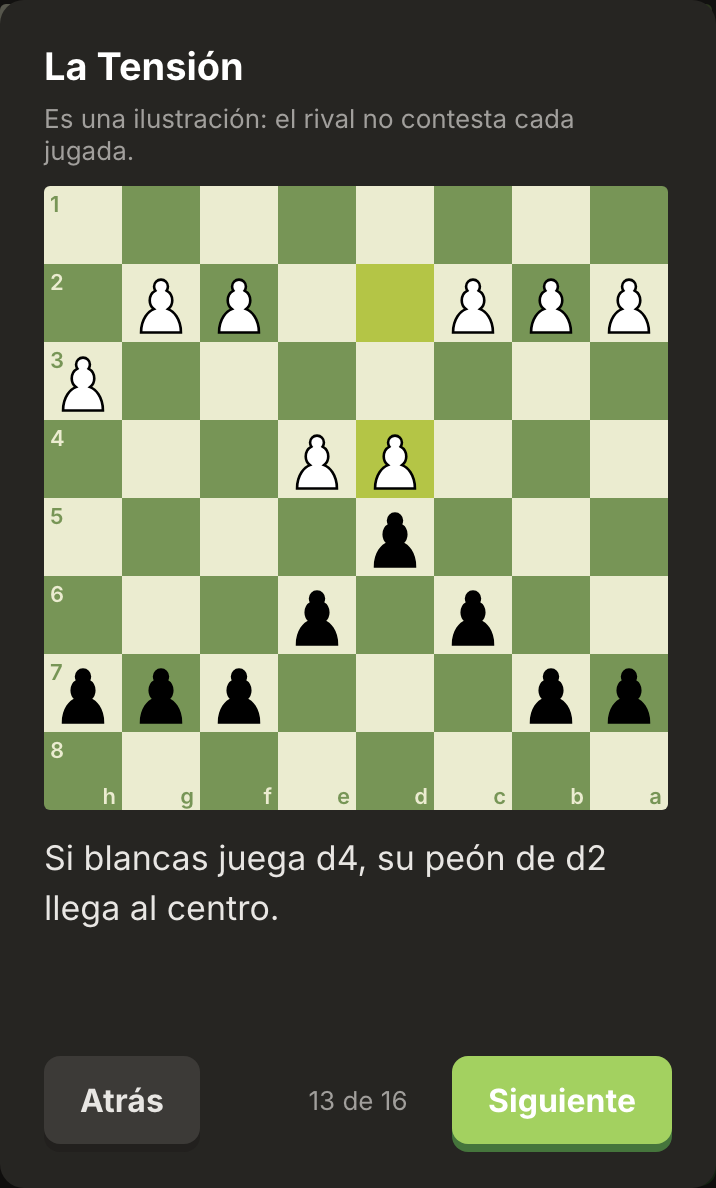 La Tensión
Es una ilustración: el rival no contesta cada
jugada.
1
2
3
4
5
6
7
8
h g f e d c b a
Si blancas juega d4, su peón de d2
llega al centro.
Atrás 13 de 16 Siguiente